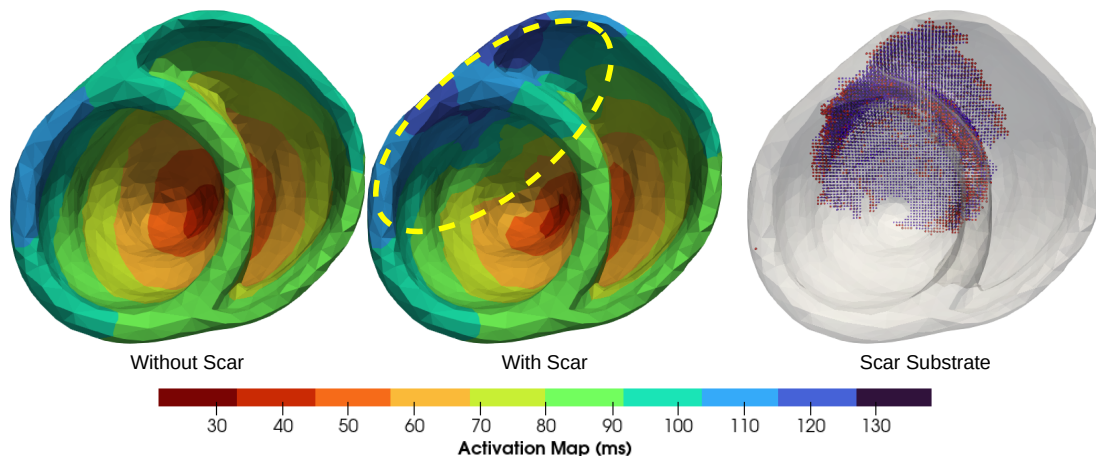 Without Scar
With Scar
Scar Substrate
30 40 50 60 70 80 90 100 110 120 130
Activation Map (ms)